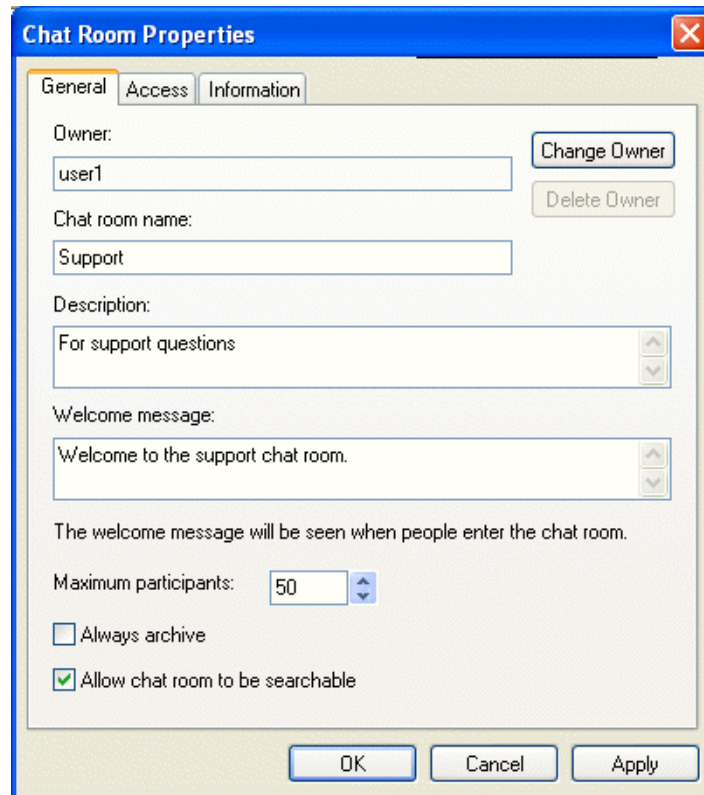 Chat Room Properties
General Access Information
Owner:
Change Owner
user1
Delete Owner
Chat room name:
Support
Description:
For support questions
Welcome message:
Welcome to the support chat room.
The welcome message will be seen when people enter the chat room.
Maximum participants: 50
Always archive
Allow chat room to be searchable
OK Cancel Apply